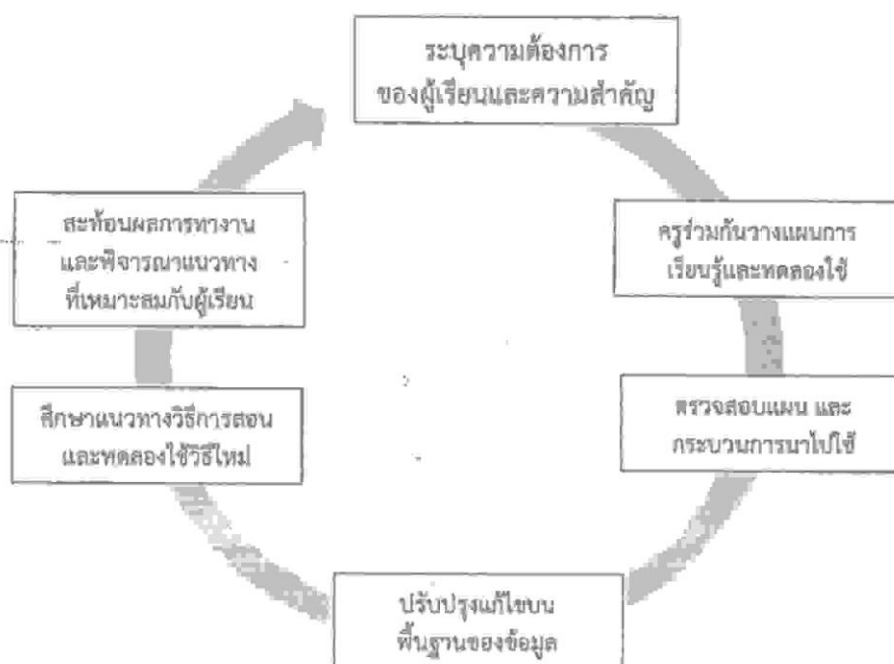 ระบุความต้องการ
ของผู้เรียนและความสำคัญ
ครูร่วมกันวางแผนการ
เรียนรู้และทดลองใช้
ตรวจสอบแผน และ
กระบวนการนาไปใช้
ปรับปรุงแก้ไขบน
พื้นฐานของข้อมูล
ศึกษาแนวทางวิธีการสอน
และทดลองใช้วิธีใหม่
สะท้อนผลการทางาน
และพิจารณาแนวทาง
ที่เหมาะสมกับผู้เรียน